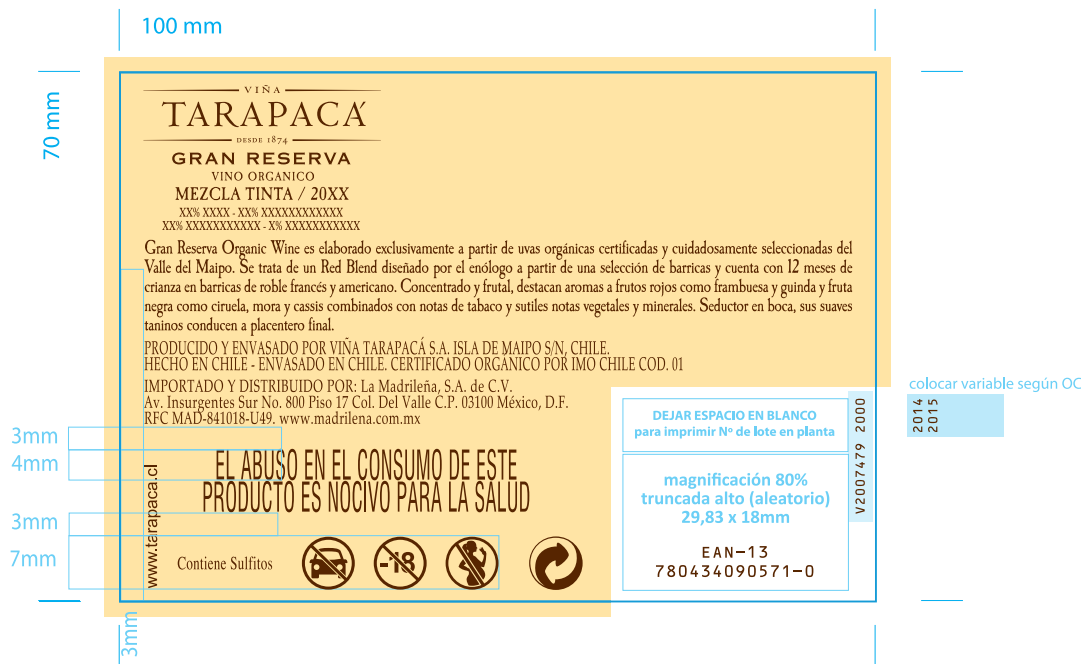 100 mm
70 mm
VIÑA
TARAPACÁ
DESDE 1874
GRAN RESERVA
VINO ORGANICO
MEZCLA TINTA / 20XX
XX% XXXX - XX% XXXXXXXXXXXX
XX% XXXXXXXXXXX - X% XXXXXXXXXXX
Gran Reserva Organic Wine es elaborado exclusivamente a partir de uvas orgánicas certificadas y cuidadosamente seleccionadas del
Valle del Maipo. Se trata de un Red Blend diseñado por el enólogo a partir de una selección de barricas y cuenta con 12 meses de
crianza en barricas de roble francés y americano. Concentrado y frutal, destacan aromas a frutos rojos como frambuesa y guinda y fruta
negra como ciruela, mora y cassis combinados con notas de tabaco y sutiles notas vegetales y minerales. Seductor en boca, sus suaves
taninos conducen a placentero final.
PRODUCIDO Y ENVASADO POR VIÑA TARAPACÁ S.A. ISLA DE MAIPO S/N, CHILE.
HECHO EN CHILE - ENVASADO EN CHILE. CERTIFICADO ORGÁNICO POR IMO CHILE COD. 01
IMPORTADO Y DISTRIBUIDO POR: La Madrileña, S.A. de C.V.
Av. Insurgentes Sur No. 800 Piso 17 Col. Del Valle C.P. 03100 México, D.F.
RFC MAD-841018-U49. www.madrilena.com.mx
3mm
4mm
3mm
7mm
3mm
www.tarapaca.cl
EL ABUSO EN EL CONSUMO DE ESTE
PRODUCTO ES NOCIVO PARA LA SALUD
Contiene Sulfitos
-18
DEJAR ESPACIO EN BLANCO
para imprimir Nº de lote en planta
magnificación 80%
truncada alto (aleatorio)
29,83 x 18mm
EAN-13
780434090571-0
V2007479 2000
colocar variable según OC
2014
2015